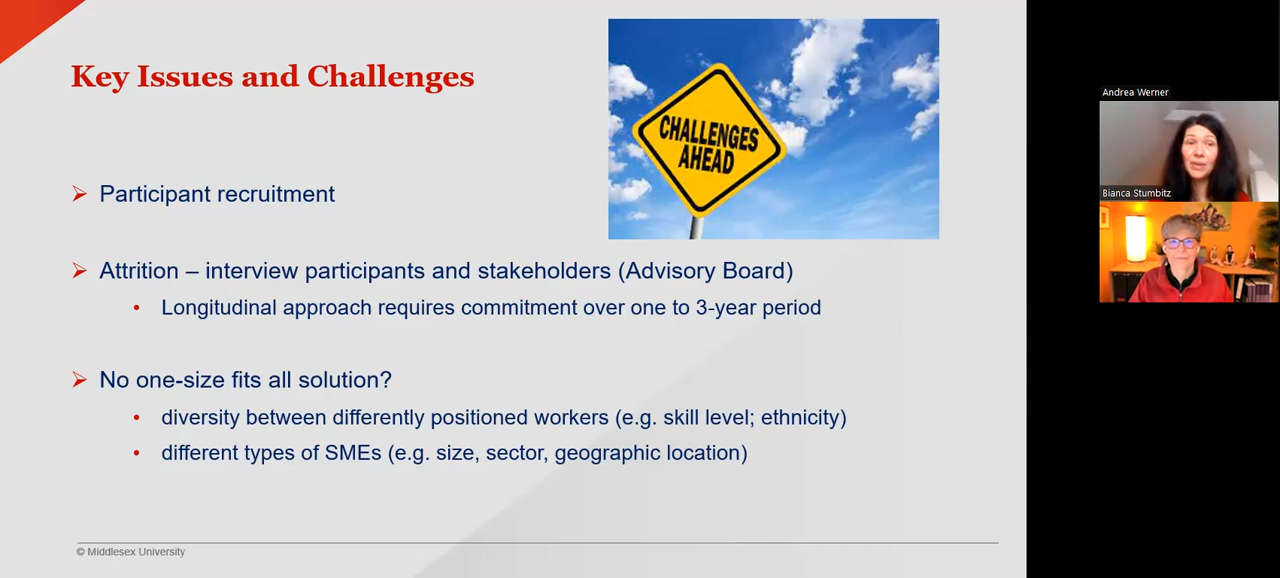 Key Issues and Challenges
CHALLENGES
AHEAD
Participant recruitment
Attrition – interview participants and stakeholders (Advisory Board)
Longitudinal approach requires commitment over one to 3-year period
No one-size fits all solution?
diversity between differently positioned workers (e.g. skill level; ethnicity)
different types of SMEs (e.g. size, sector, geographic location)
© Middlesex University
Andrea Werner
Bianca Stumbitz